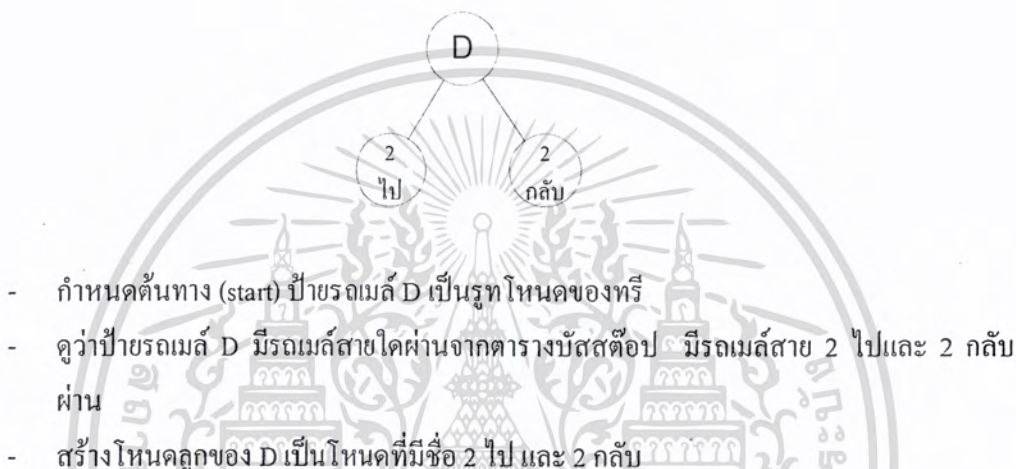 D
2 2
ไป กลับ
- กำหนดต้นทาง (start) ป้ายรถเมล์ D เป็นรูทโหนดของทรี
- ดูว่าป้ายรถเมล์ D มีรถเมล์สายใดผ่านจากตารางบัสสต๊อป มีรถเมล์สาย 2 ไปและ 2 กลับ
ผ่าน
- สร้างโหนดลูกของ D เป็นโหนดที่มีชื่อ 2 ไป และ 2 กลับ